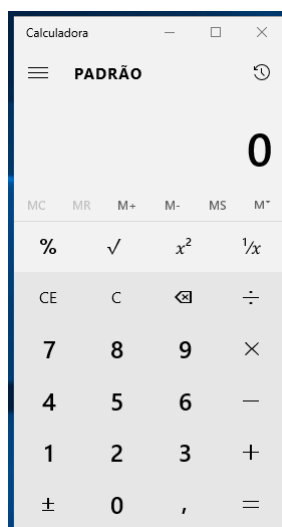 Calculadora
PADRÃO
0
MC MR M+ M- MS M˅
% √ x² ¹/x
CE C ⌫ ÷
7 8 9 ×
4 5 6 −
1 2 3 +
± 0 , =